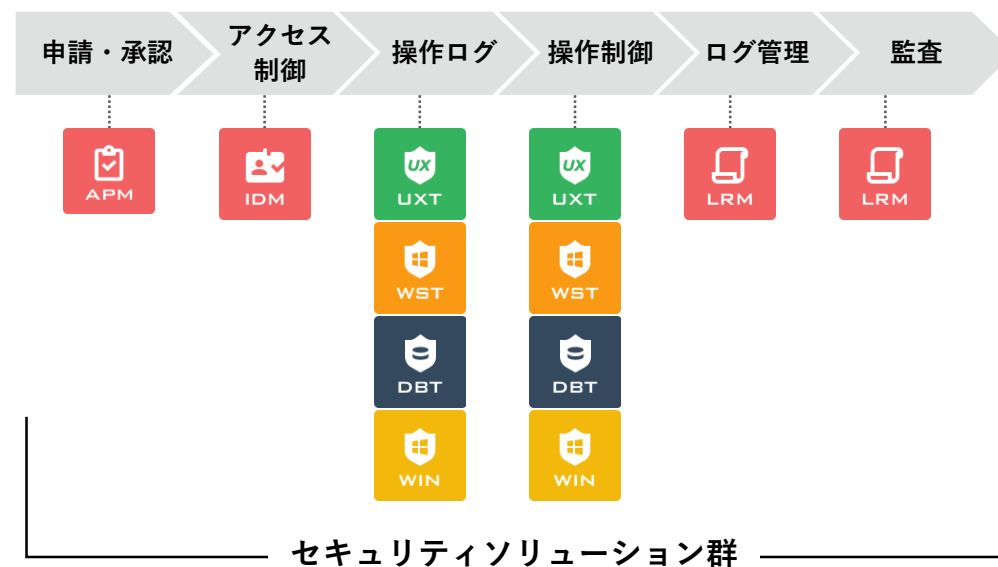 申請・承認
アクセス
制御
操作ログ
操作制御
ログ管理
監査
APM
IDM
UX
UXT
UX
UXT
LRM
LRM
WST
WST
DBT
DBT
WIN
WIN
セキュリティソリューション群